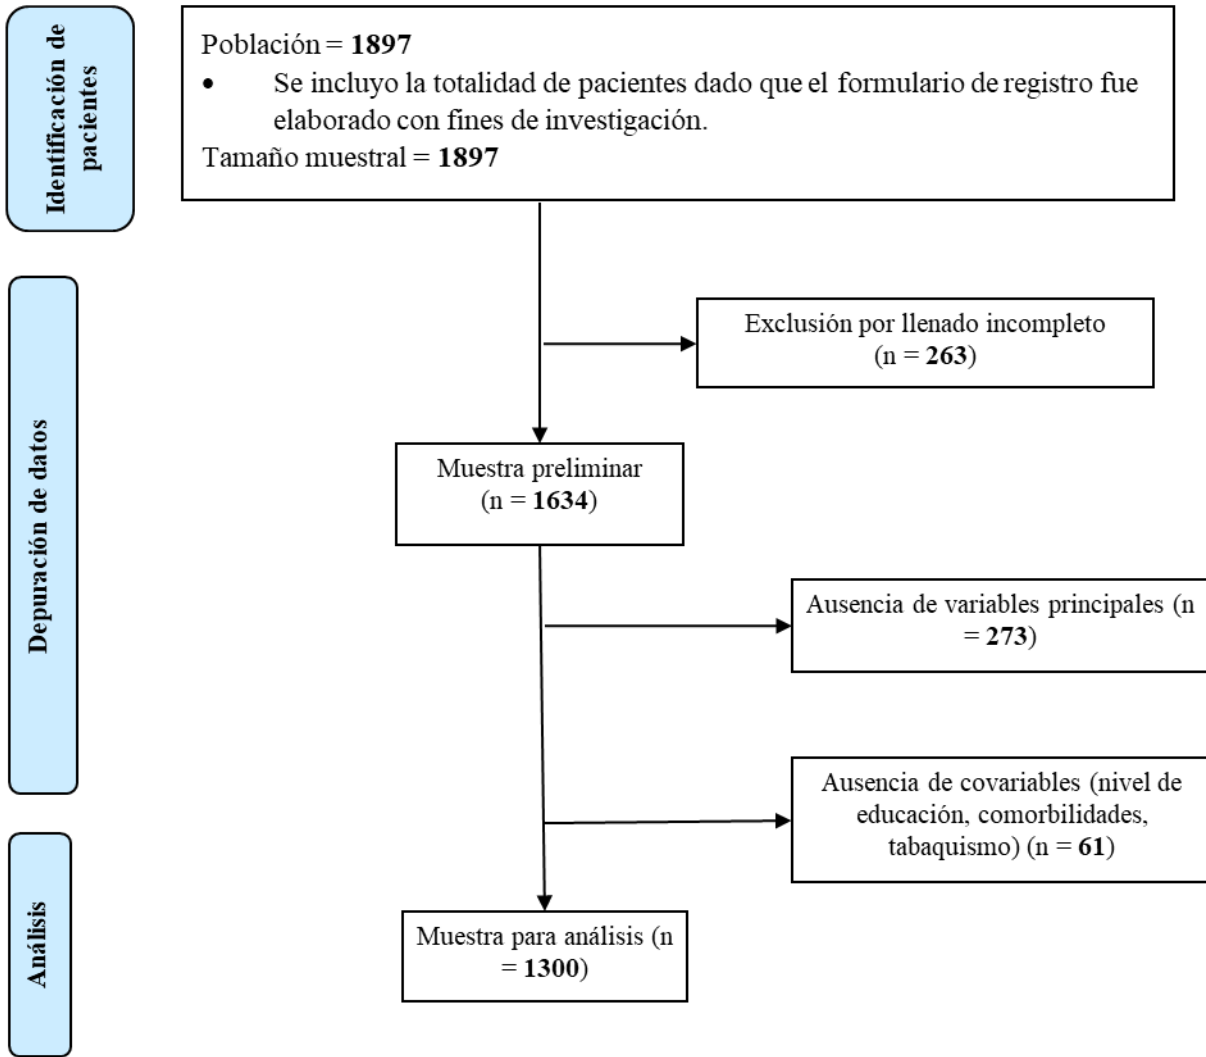 Identificación de
pacientes
Población = 1897
• Se incluyo la totalidad de pacientes dado que el formulario de registro fue
elaborado con fines de investigación.
Tamaño muestral = 1897
Depuración de datos
Exclusión por llenado incompleto
(n = 263)
Muestra preliminar
(n = 1634)
Ausencia de variables principales (n
= 273)
Ausencia de covariables (nivel de
educación, comorbilidades,
tabaquismo) (n = 61)
Análisis
Muestra para análisis (n
= 1300)